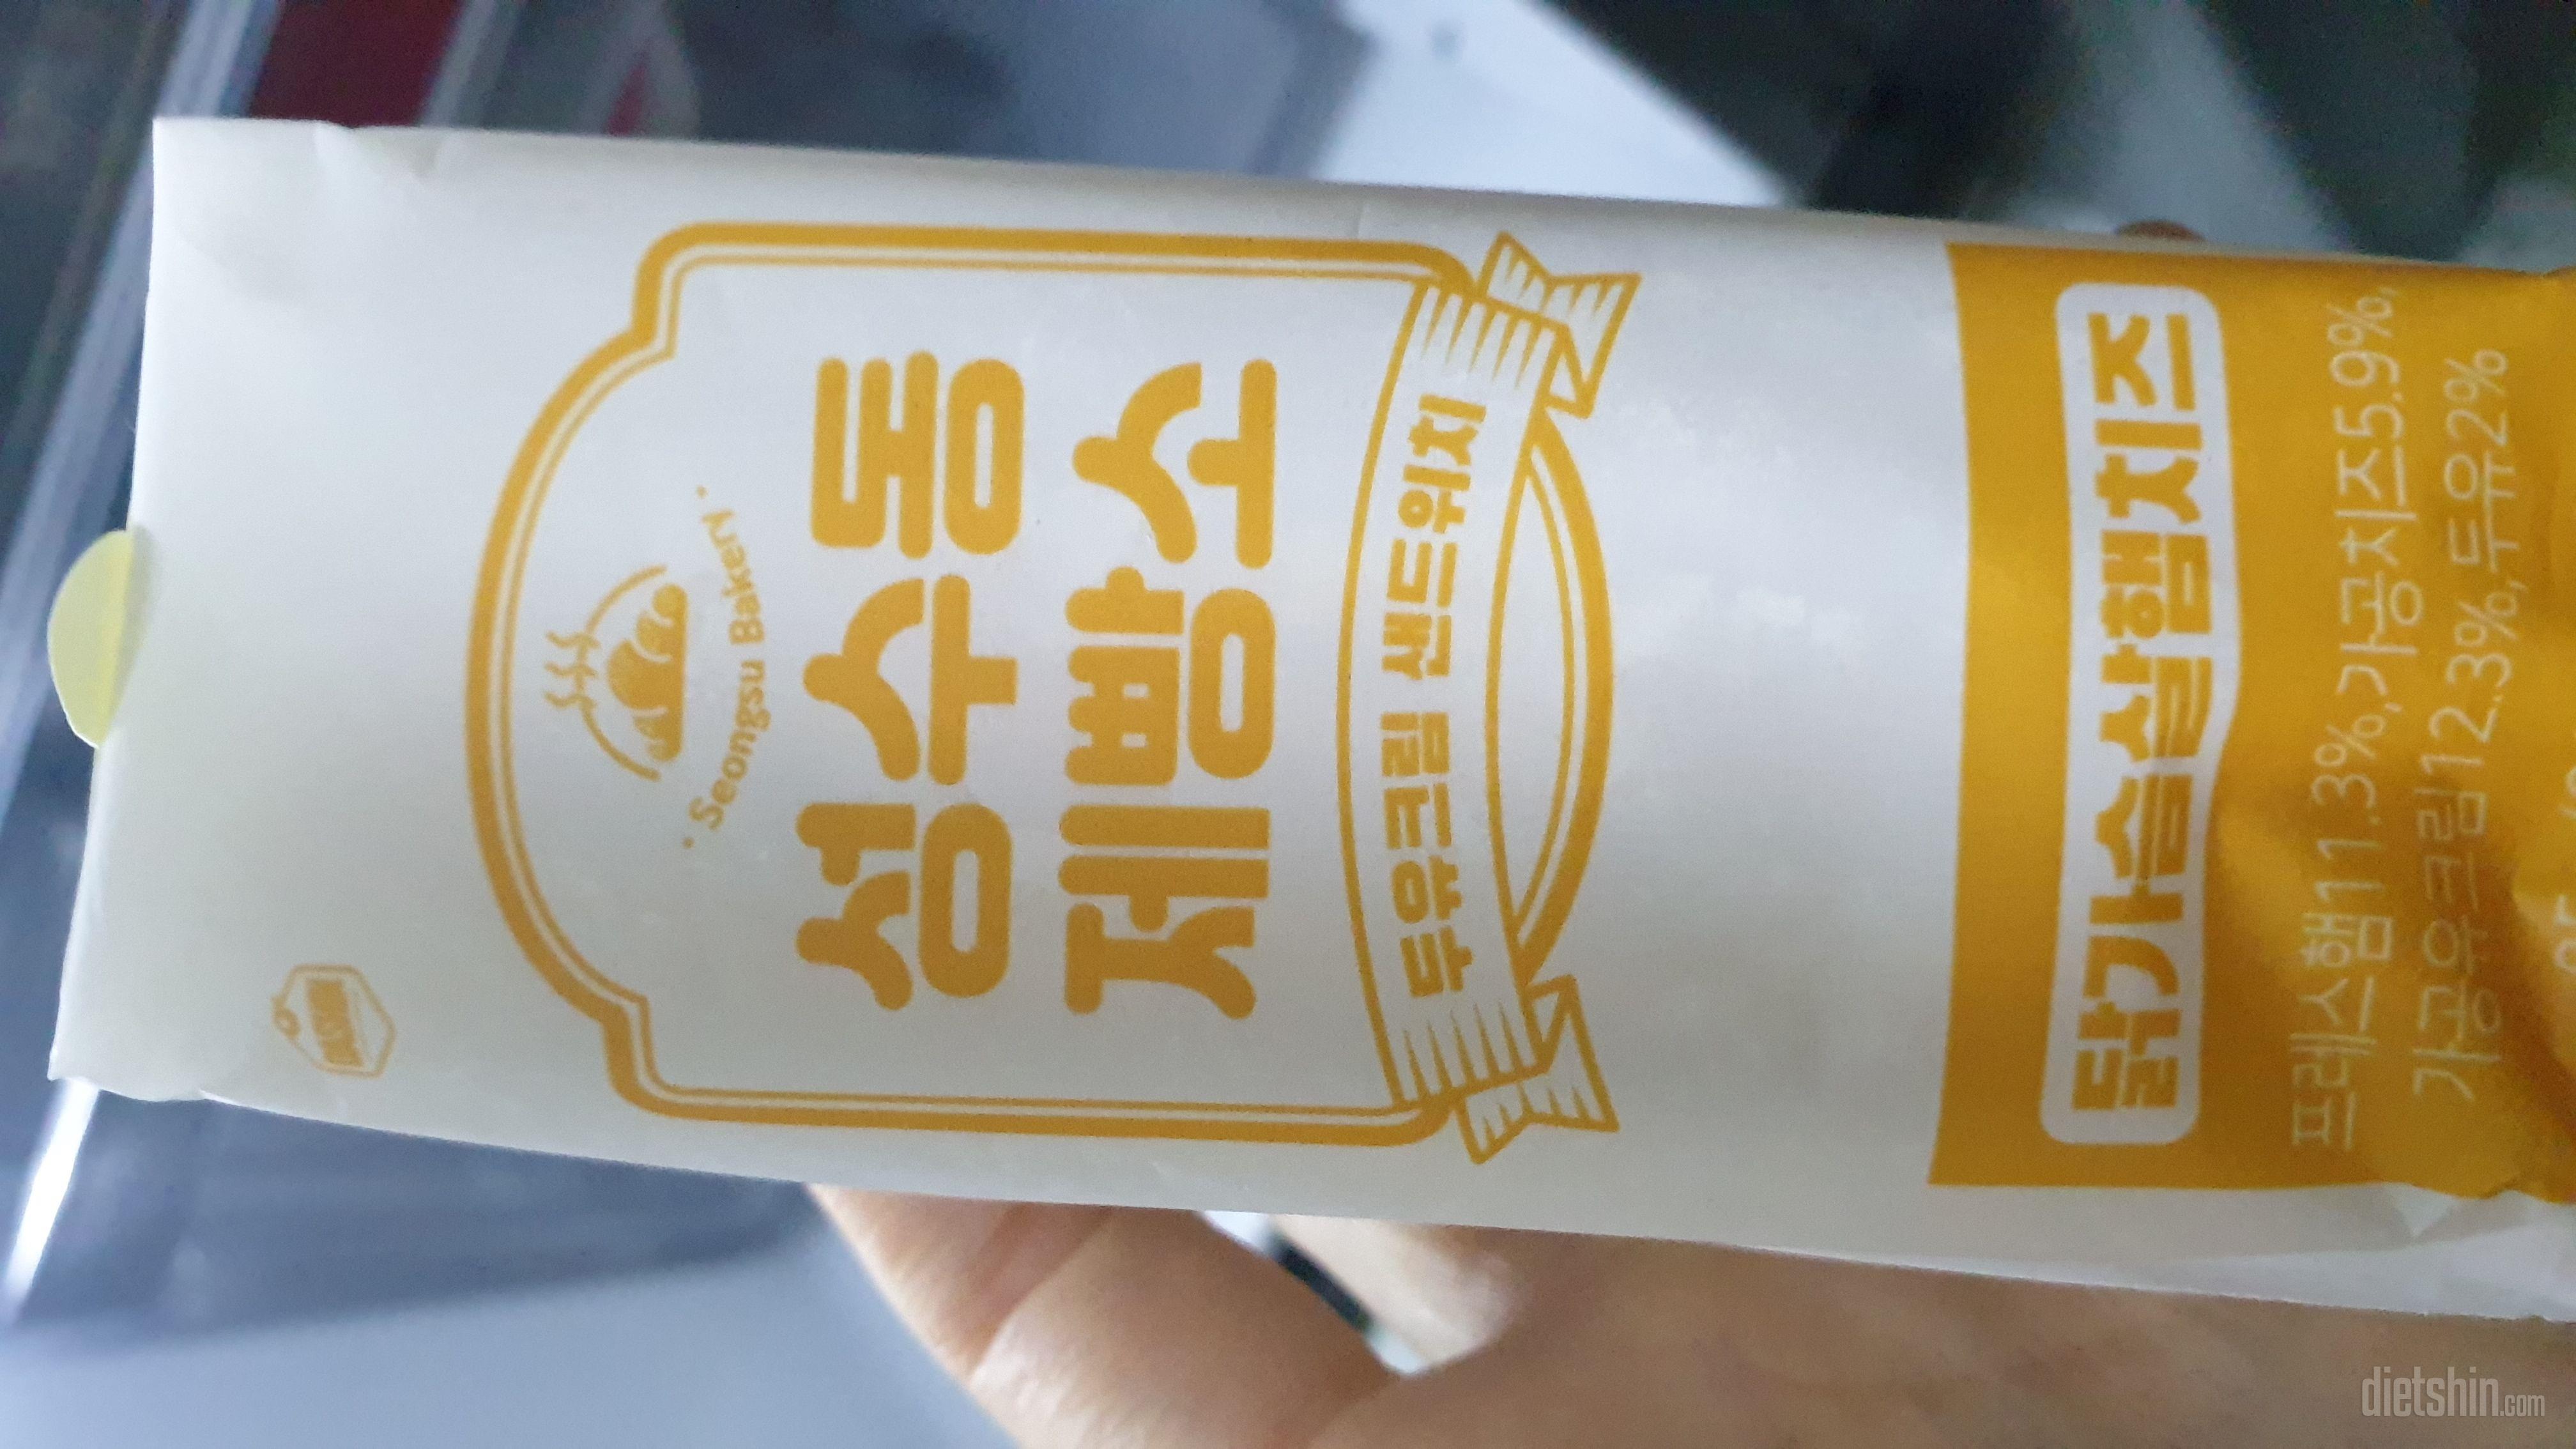 Seongsu Bakery
성수동
제빵소
두유크림 샌드위치
닭가슴살햄치즈
프레스햄11.3%,가공치즈5.9%,
가공유크림12.3%,두유2%
dietshin.com